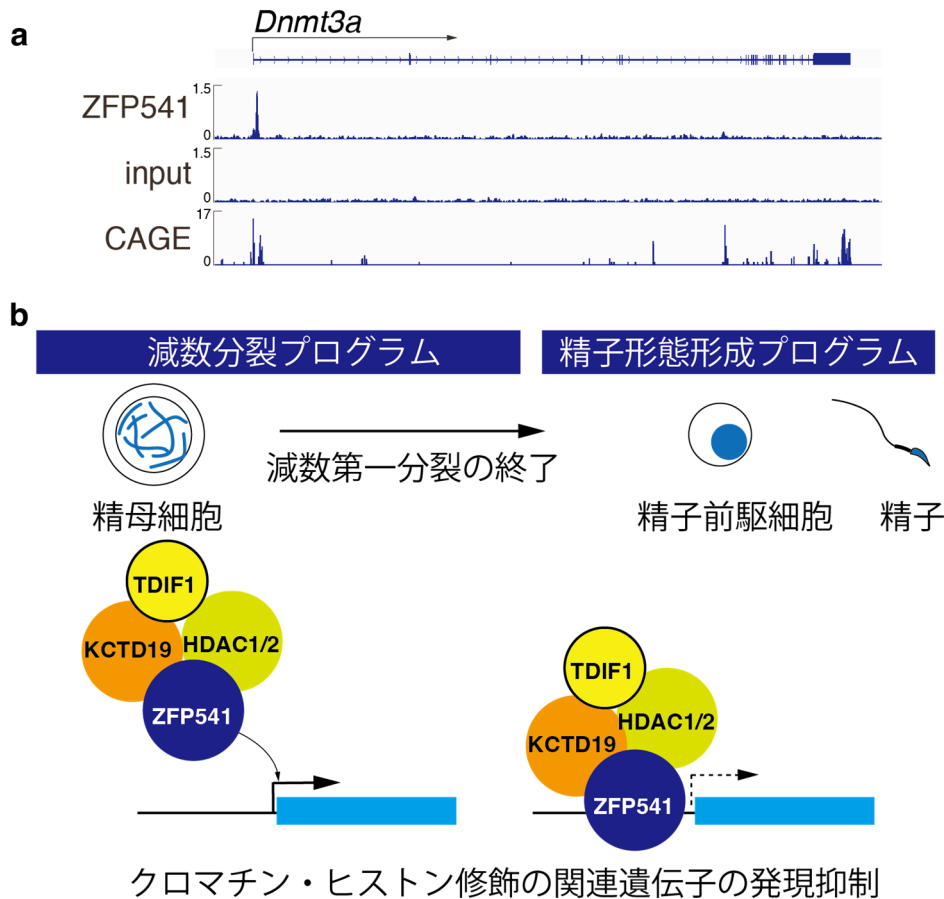 a
Dnmt3a
ZFP541
1.5
0
input
1.5
0
CAGE
17
0
b
減数分裂プログラム
精子形態形成プログラム
減数第一分裂の終了
精母細胞
精子前駆細胞
精子
TDIF1
KCTD19
HDAC1/2
ZFP541
TDIF1
HDAC1/2
KCTD19
ZFP541
クロマチン・ヒストン修飾の関連遺伝子の発現抑制